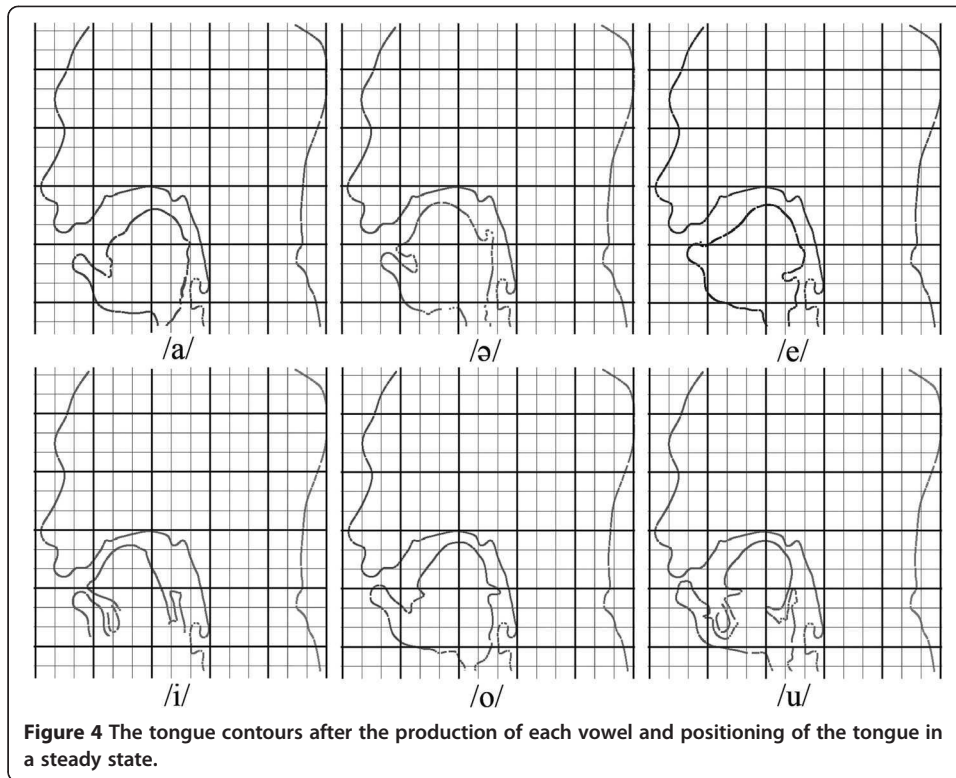 /a/ /ə/ /e/
/i/ /o/ /u/
Figure 4 The tongue contours after the production of each vowel and positioning of the tongue in
a steady state.